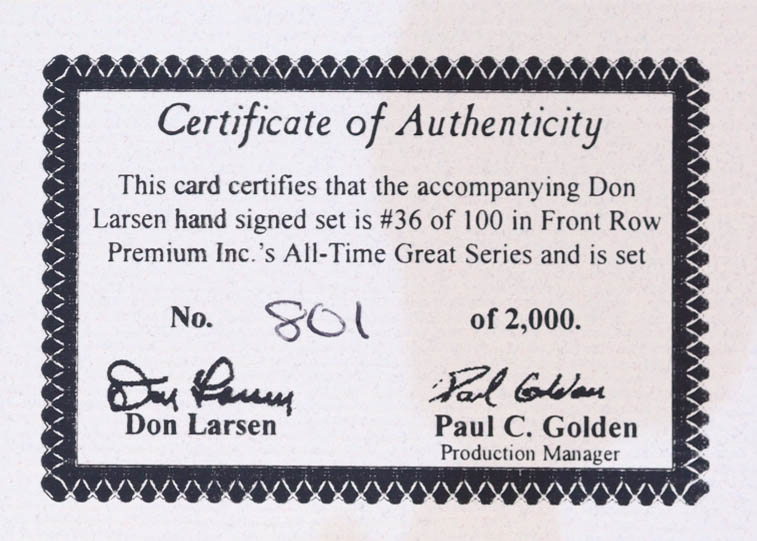 Certificate of Authenticity
This card certifies that the accompanying Don
Larsen hand signed set is #36 of 100 in Front Row
Premium Inc.'s All-Time Great Series and is set
No. 801 of 2,000.
Don Larsen Paul Golden
Don Larsen Paul C. Golden
Production Manager